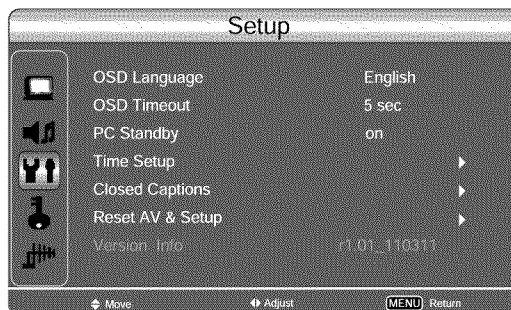 Setup
OSD Language English
OSD Timeout 5 sec
PC Standby on
Time Setup
Closed Captions
Reset AV & Setup
Version Info r1.01_110311
Move Adjust MENU Return